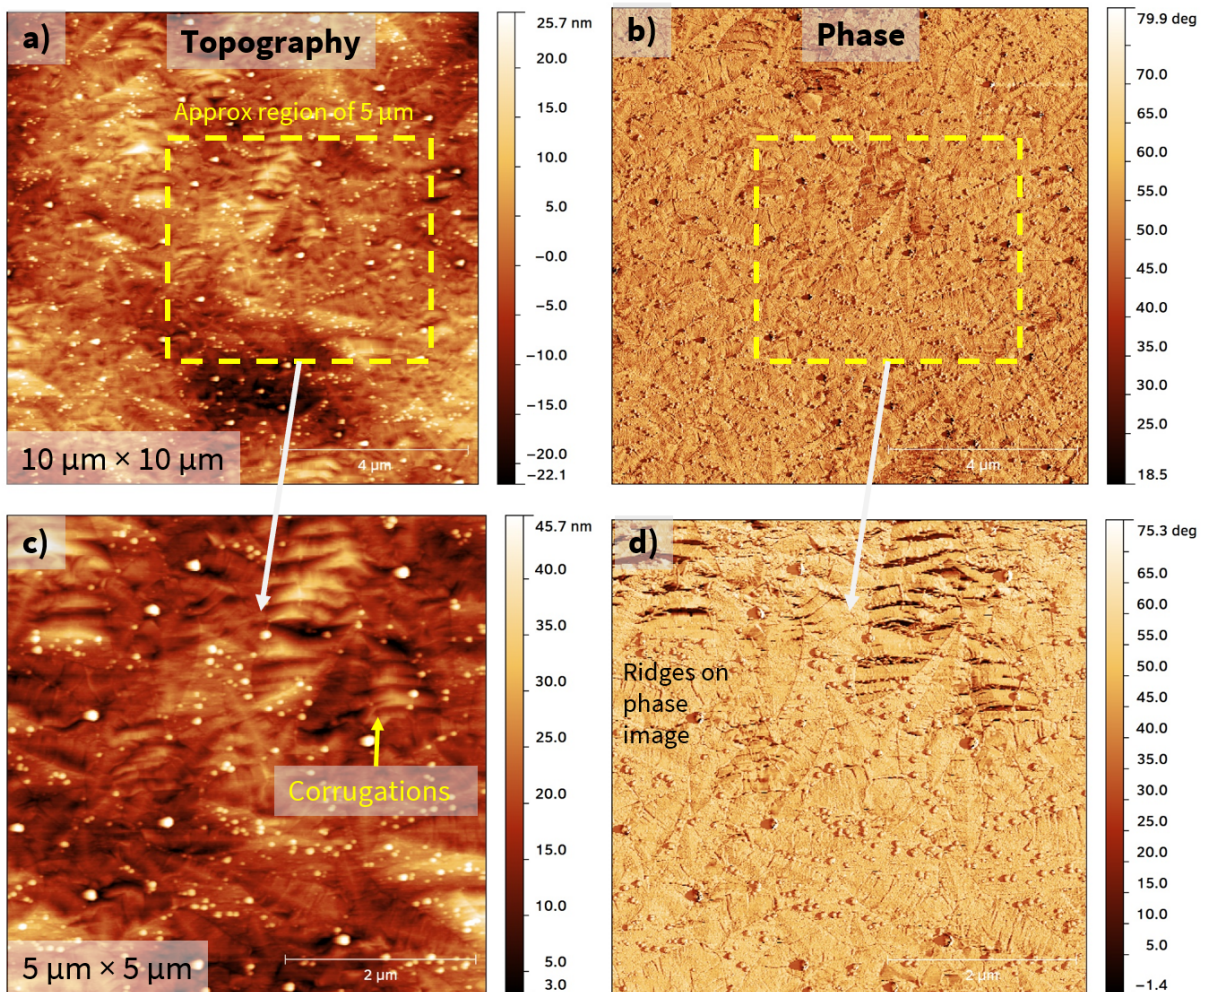 a)
Topography
Approx region of 5 µm
10 µm × 10 µm
4 µm
25.7 nm
20.0
15.0
10.0
5.0
−0.0
−5.0
−10.0
−15.0
−20.0
−22.1
b)
Phase
4 µm
79.9 deg
70.0
65.0
60.0
55.0
50.0
45.0
40.0
35.0
30.0
25.0
18.5
c)
Corrugations
5 µm × 5 µm
2 µm
45.7 nm
40.0
35.0
30.0
25.0
20.0
15.0
10.0
5.0
3.0
d)
Ridges on
phase
image
2 µm
75.3 deg
65.0
60.0
55.0
50.0
45.0
40.0
35.0
30.0
25.0
20.0
15.0
10.0
5.0
−1.4